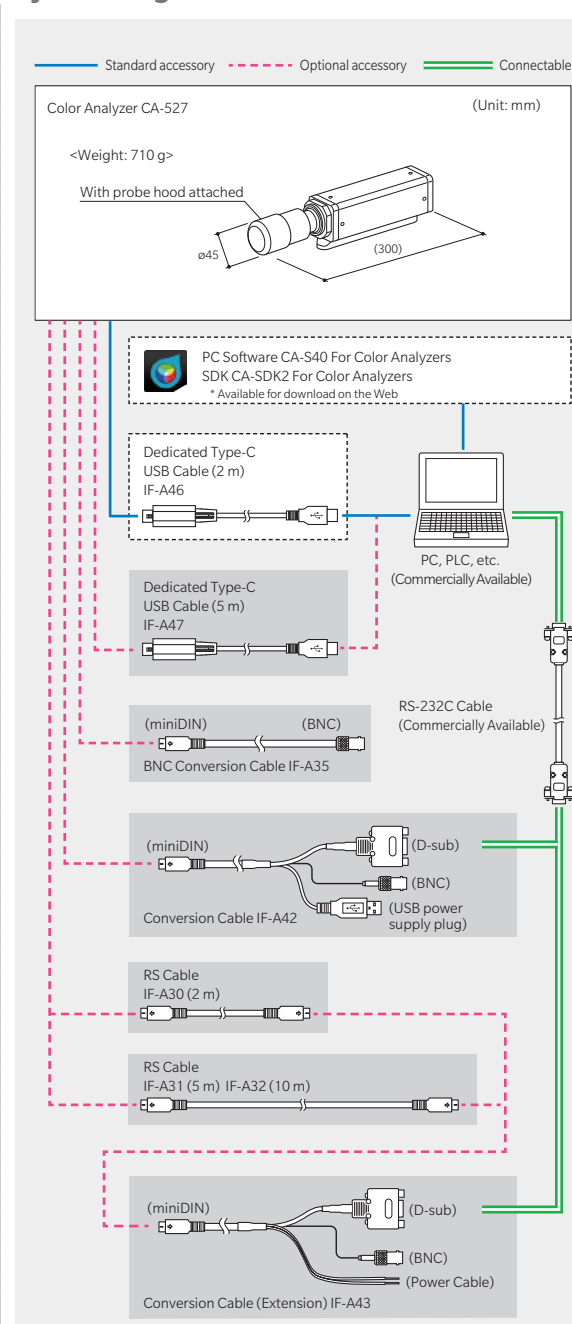 Standard accessory
Optional accessory
Connectable
Color Analyzer CA-527
(Unit: mm)
<Weight: 710 g>
With probe hood attached
ø45
(300)
PC Software CA-S40 For Color Analyzers
SDK CA-SDK2 For Color Analyzers
* Available for download on the Web
Dedicated Type-C
USB Cable (2 m)
IF-A46
PC, PLC, etc.
(Commercially Available)
Dedicated Type-C
USB Cable (5 m)
IF-A47
RS-232C Cable
(Commercially Available)
(miniDIN)
(BNC)
BNC Conversion Cable IF-A35
(miniDIN)
(D-sub)
(BNC)
(USB power
supply plug)
Conversion Cable IF-A42
RS Cable
IF-A30 (2 m)
RS Cable
IF-A31 (5 m) IF-A32 (10 m)
(miniDIN)
(D-sub)
(BNC)
(Power Cable)
Conversion Cable (Extension) IF-A43